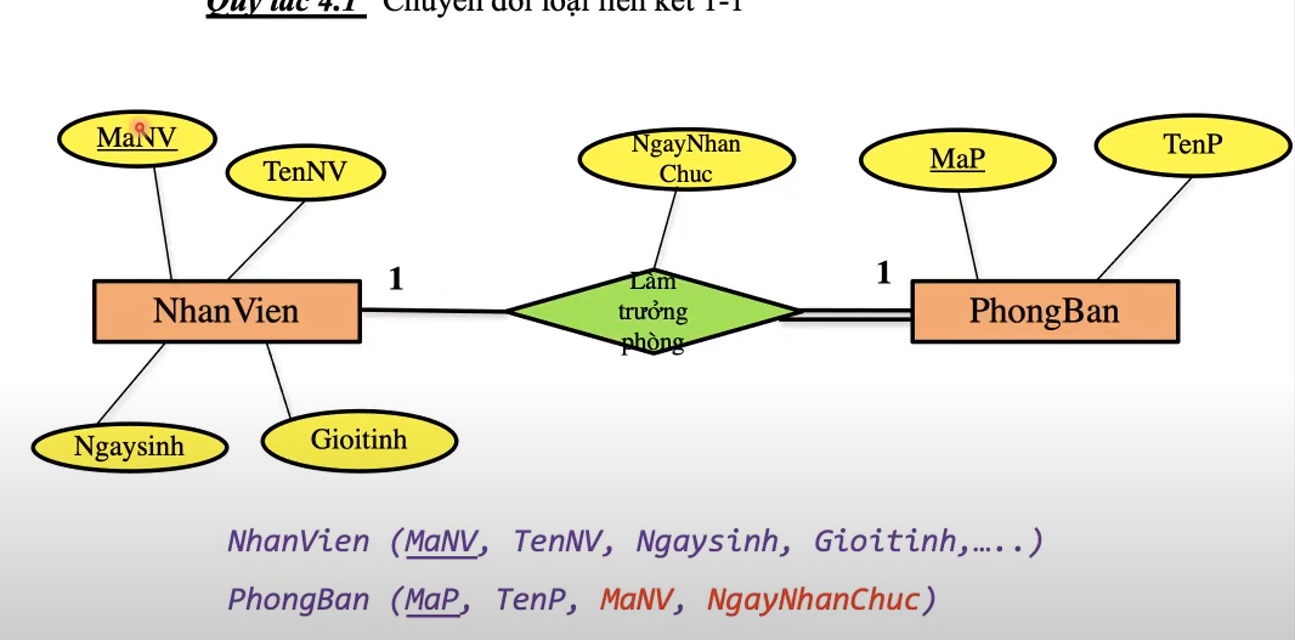 Quy tắc 4.1 Chuyển đổi loại liên kết 1-1
MaNV
TenNV
NgayNhan
Chuc
MaP
TenP
1
1
NhanVien
Làm
trưởng
phòng
PhongBan
Ngaysinh
Gioitinh
NhanVien (MaNV, TenNV, Ngaysinh, Gioitinh,…..)
PhongBan (MaP, TenP, MaNV, NgayNhanChuc)